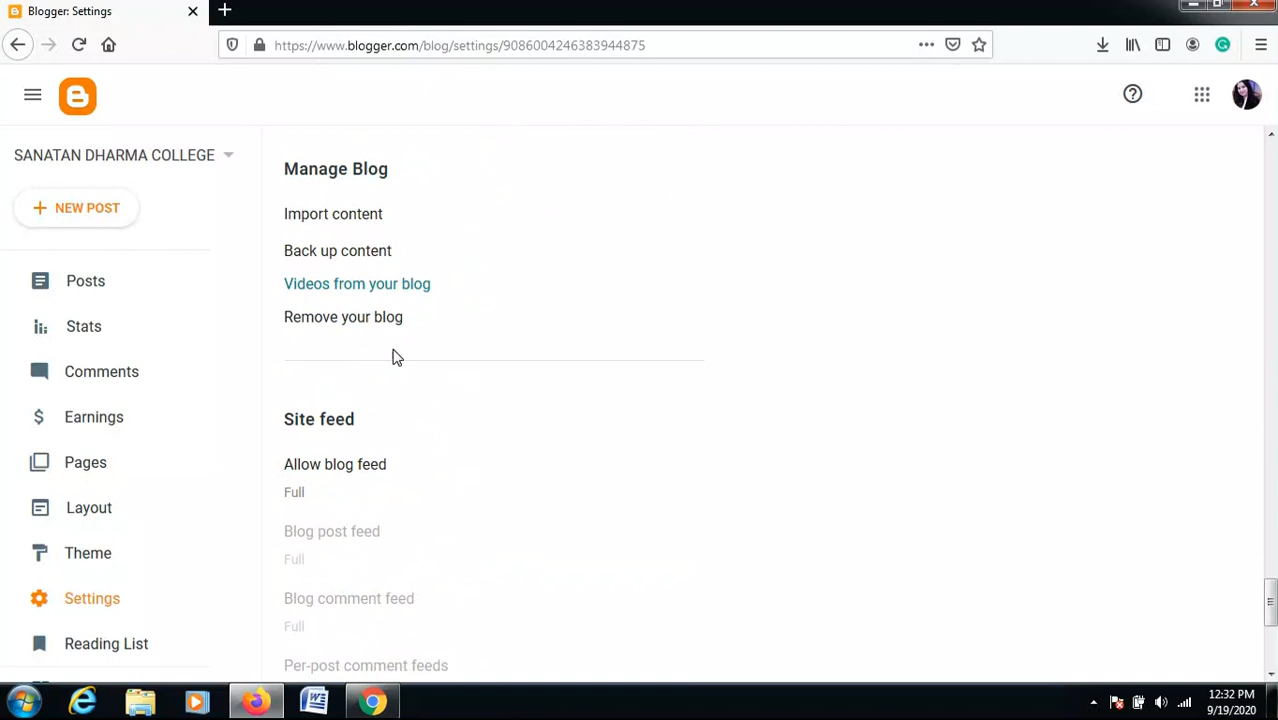 Blogger: Settings
https://www.blogger.com/blog/settings/9086004246383944875
SANATAN DHARMA COLLEGE
+ NEW POST
Posts
Stats
Comments
Earnings
Pages
Layout
Theme
Settings
Reading List
Manage Blog
Import content
Back up content
Videos from your blog
Remove your blog
Site feed
Allow blog feed
Full
Blog post feed
Full
Blog comment feed
Full
Per-post comment feeds
12:32 PM
9/19/2020